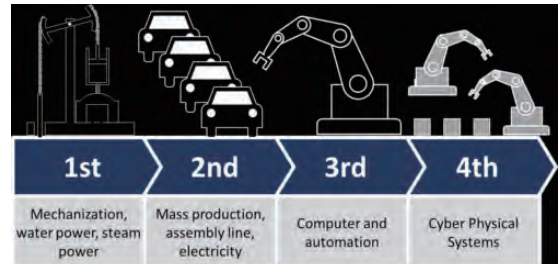 1st
2nd
3rd
4th
Mechanization,
water power, steam
power
Mass production,
assembly line,
electricity
Computer and
automation
Cyber Physical
Systems